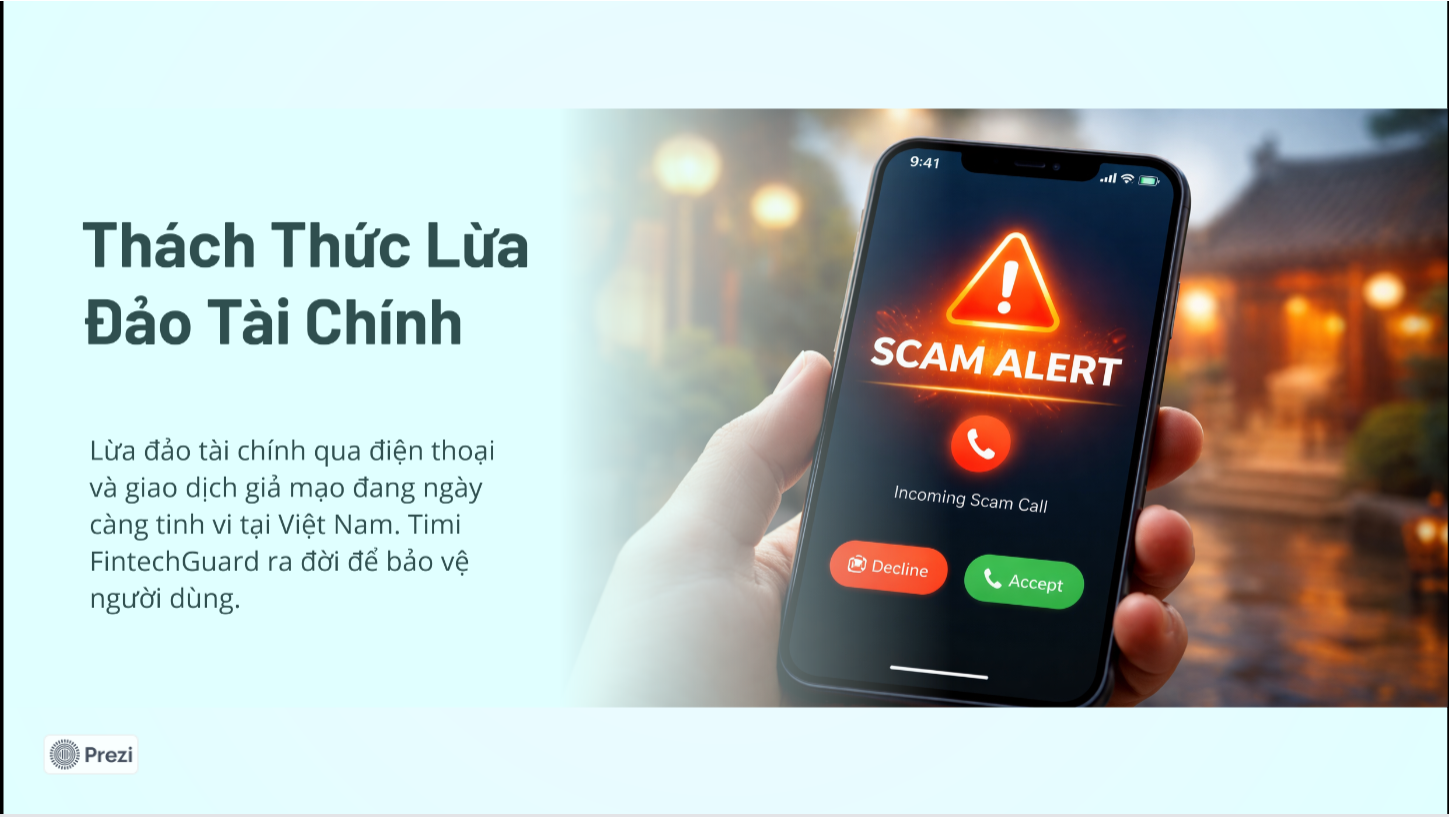 Thách Thức Lừa
Đảo Tài Chính
Lừa đảo tài chính qua điện thoại
và giao dịch giả mạo đang ngày
càng tinh vi tại Việt Nam. Timi
FintechGuard ra đời để bảo vệ
người dùng.
9:41
SCAM ALERT
Incoming Scam Call
Decline
Accept
Prezi